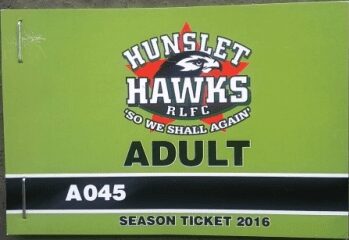 HUNSLET
HAWKS
RLFC
'SO WE SHALL AGAIN'
ADULT
A045
SEASON TICKET 2016